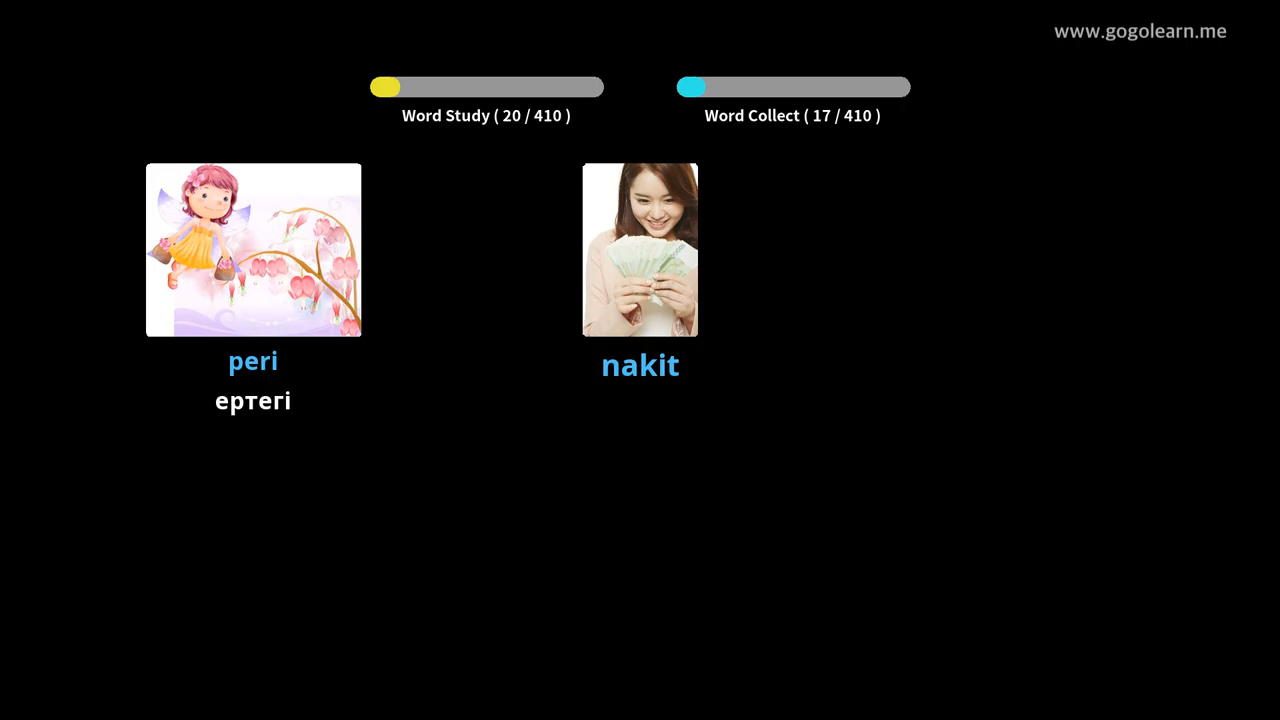 www.gogolearn.me
Word Study ( 20 / 410 )
Word Collect ( 17 / 410 )
peri
ертегі
nakit